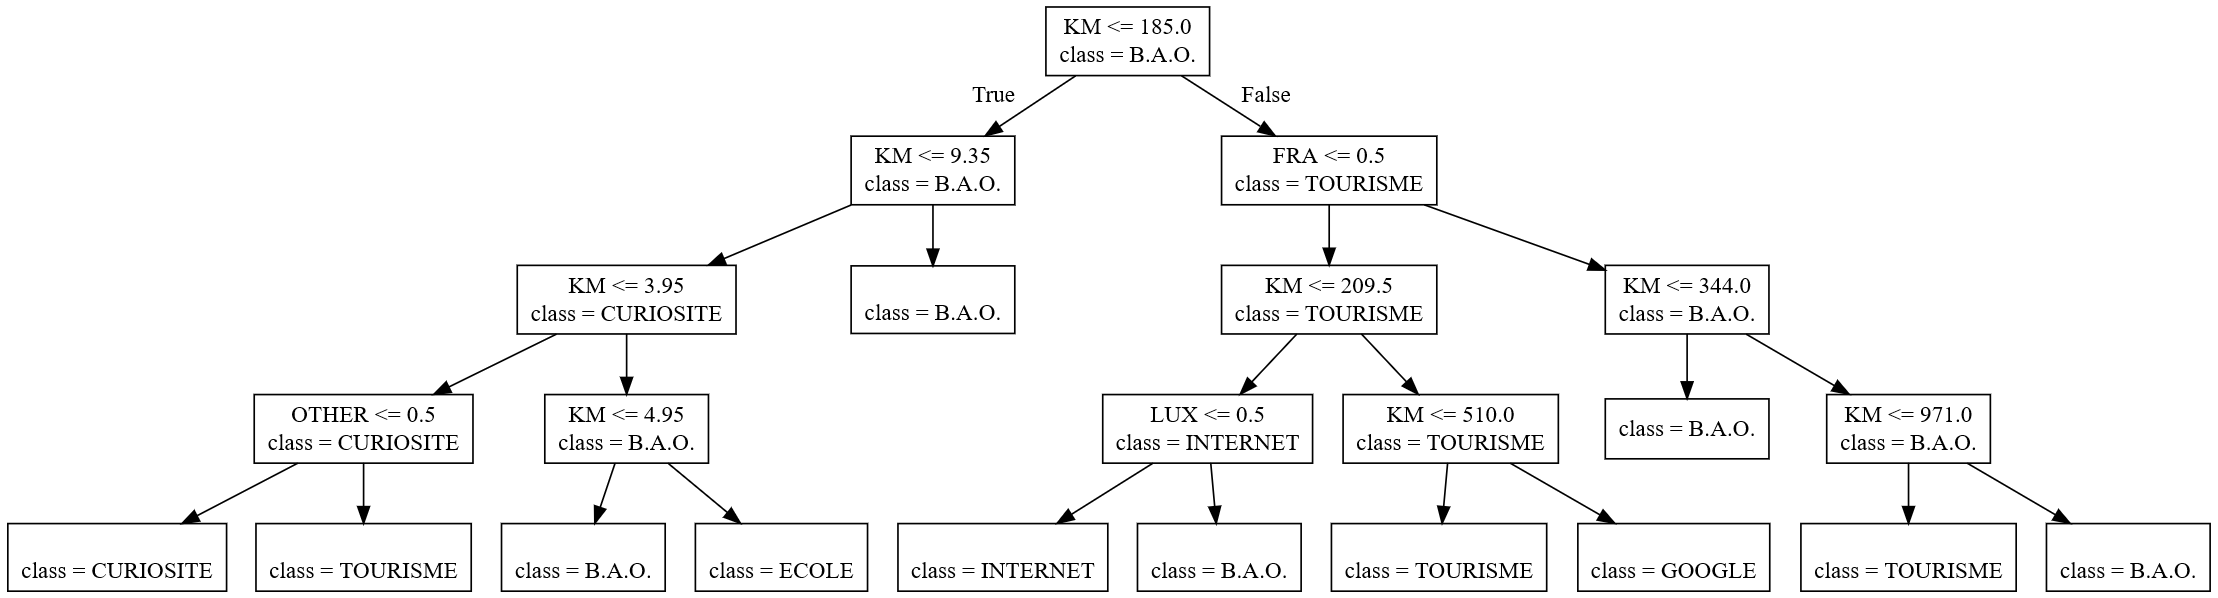 KM <= 185.0
class = B.A.O.
True
False
KM <= 9.35
class = B.A.O.
FRA <= 0.5
class = TOURISME
KM <= 3.95
class = CURIOSITE
class = B.A.O.
KM <= 209.5
class = TOURISME
KM <= 344.0
class = B.A.O.
OTHER <= 0.5
class = CURIOSITE
KM <= 4.95
class = B.A.O.
LUX <= 0.5
class = INTERNET
KM <= 510.0
class = TOURISME
class = B.A.O.
KM <= 971.0
class = B.A.O.
class = CURIOSITE
class = TOURISME
class = B.A.O.
class = ECOLE
class = INTERNET
class = B.A.O.
class = TOURISME
class = GOOGLE
class = TOURISME
class = B.A.O.